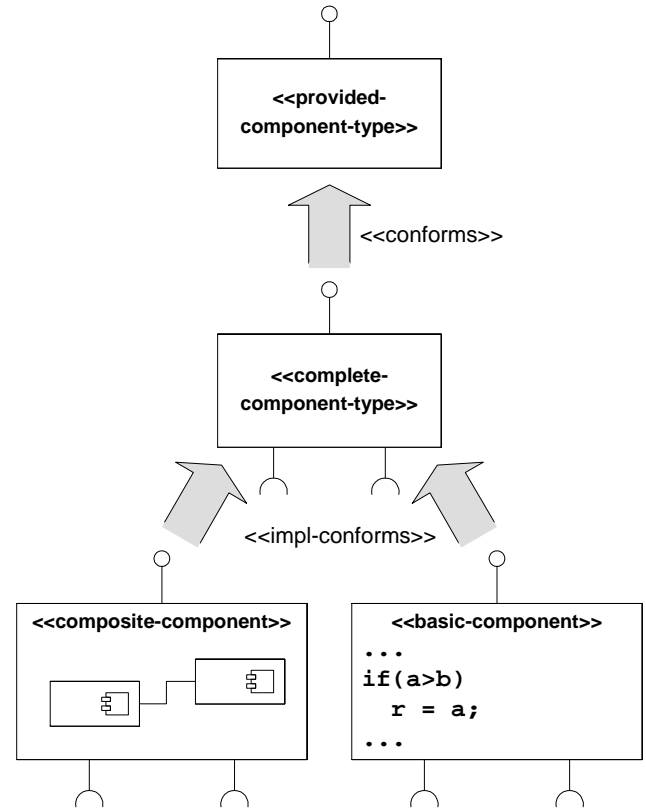 <<provided-
component-type>>
<<conforms>>
<<complete-
component-type>>
<<impl-conforms>>
<<composite-component>>
<<basic-component>>
...
if(a>b)
r = a;
...